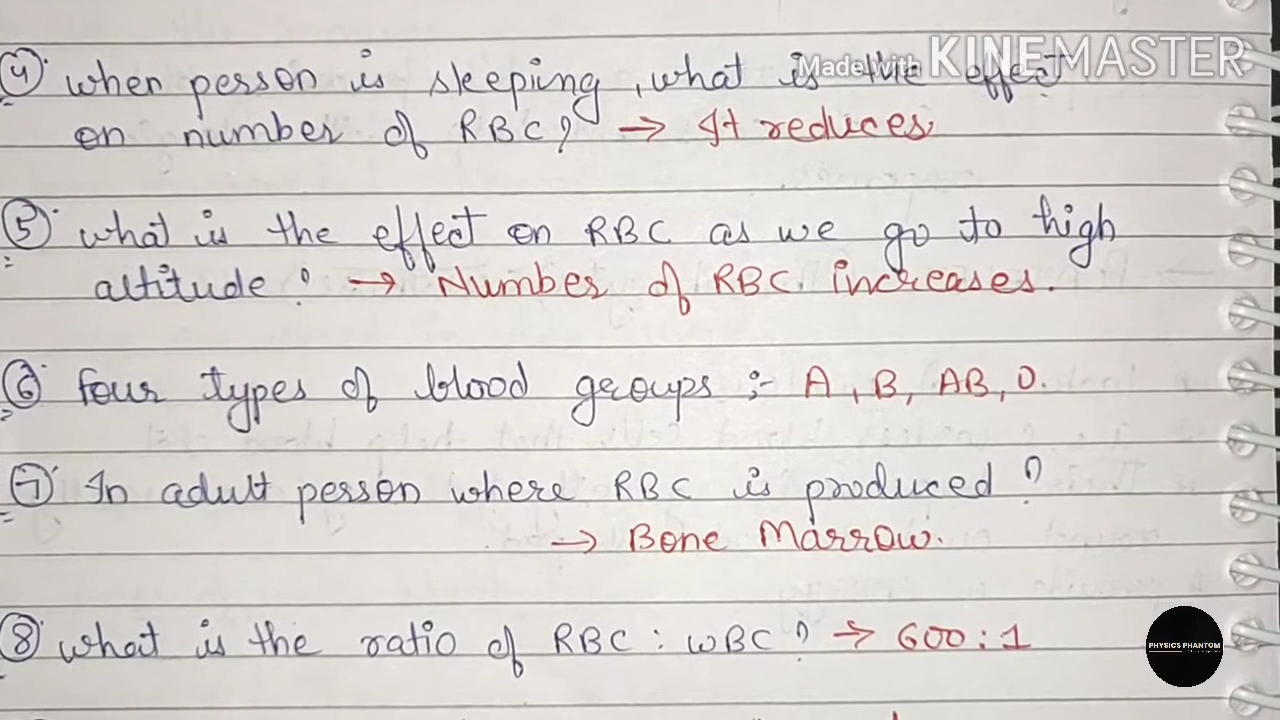 Made with KINEMASTER
④ when person is sleeping, what is the effect
on number of RBC? → It reduces.
⑤ what is the effect on RBC as we go to high
altitude? → Number of RBC increases.
⑥ four types of blood groups :- A, B, AB, O.
⑦ In adult person where RBC is produced?
→ Bone Marrow.
⑧ what is the ratio of RBC : WBC? → 600 : 1
PHYSICS PHANTOM